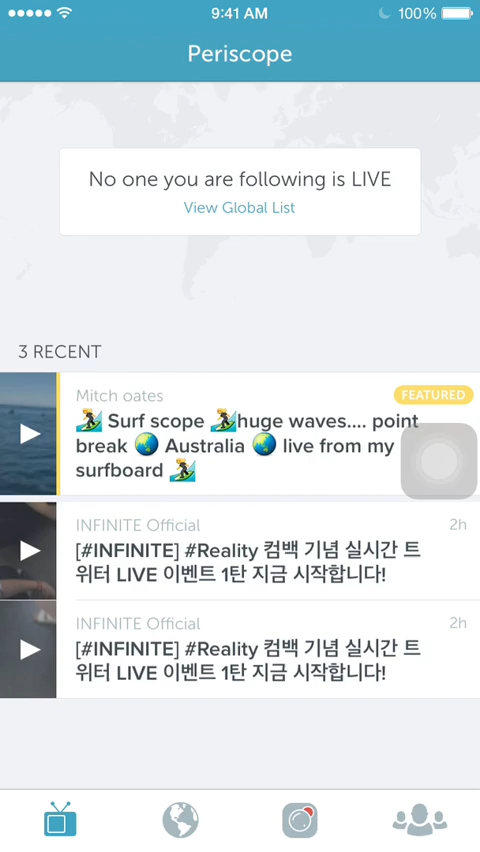 9:41 AM
100%
Periscope
No one you are following is LIVE
View Global List
3 RECENT
Mitch oates
FEATURED
🏄 Surf scope 🏄huge waves.... point
break 🌏 Australia 🌏 live from my
surfboard 🏄
INFINITE Official
2h
[#INFINITE] #Reality 컴백 기념 실시간 트
위터 LIVE 이벤트 1탄 지금 시작합니다!
INFINITE Official
2h
[#INFINITE] #Reality 컴백 기념 실시간 트
위터 LIVE 이벤트 1탄 지금 시작합니다!